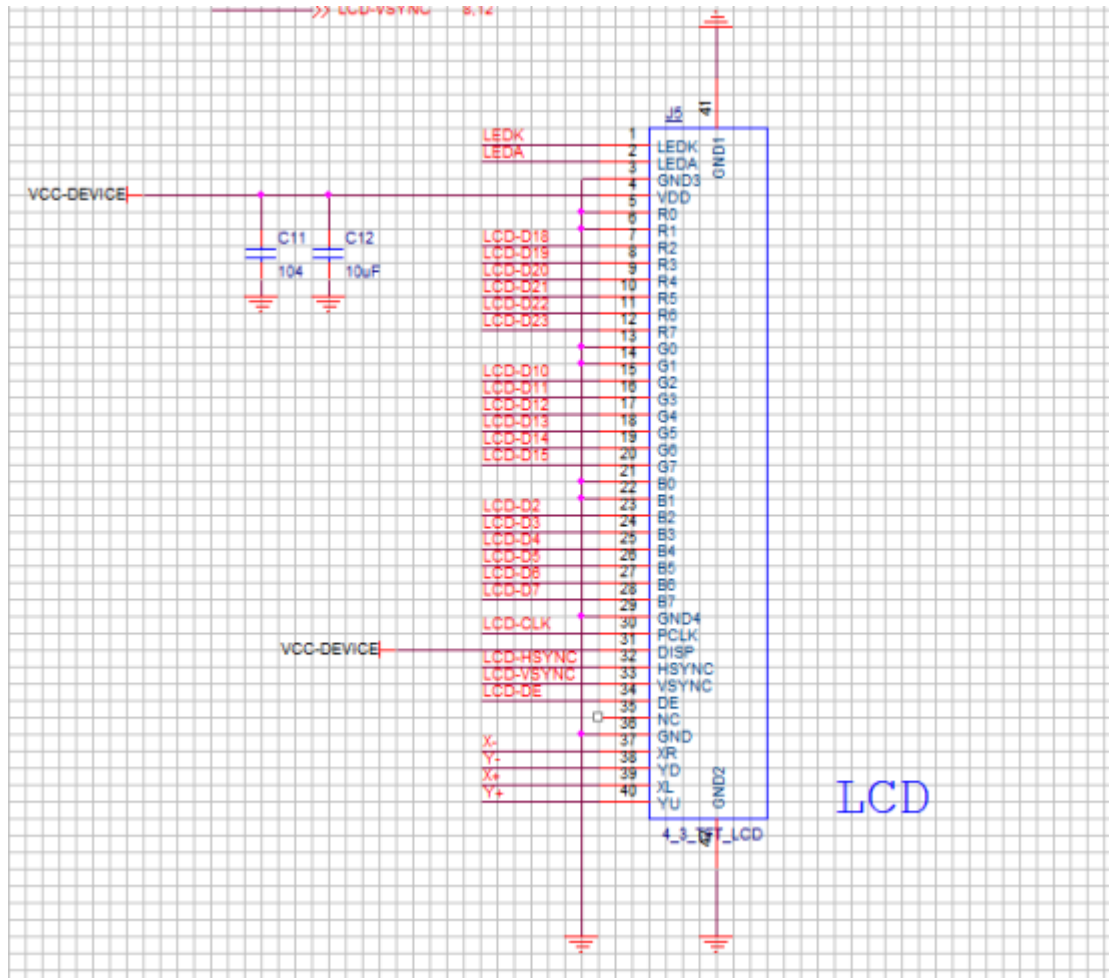 LCD-VSYNC 8,12
41
J5
GND1
LEDK 1 LEDK
LEDA 2 LEDA
3 GND3
VCC-DEVICE 4 VDD
5 R0
6 R1
LCD-D18 7 R2
LCD-D19 8 R3
LCD-D20 9 R4
LCD-D21 10 R5
LCD-D22 11 R6
LCD-D23 12 R7
13 G0
14 G1
LCD-D10 15 G2
LCD-D11 16 G3
LCD-D12 17 G4
LCD-D13 18 G5
LCD-D14 19 G6
LCD-D15 20 G7
21 B0
22 B1
LCD-D2 23 B2
LCD-D3 24 B3
LCD-D4 25 B4
LCD-D5 26 B5
LCD-D6 27 B6
LCD-D7 28 B7
29 GND4
LCD-CLK 30 PCLK
VCC-DEVICE 31 DISP
LCD-HSYNC 32 HSYNC
LCD-VSYNC 33 VSYNC
LCD-DE 34 DE
35 NC
36 GND
X- 37 XR
Y- 38 YD
X+ 39 XL
Y+ 40 YU
GND2
4_3_TFT_LCD
C11
104
C12
10uF
LCD